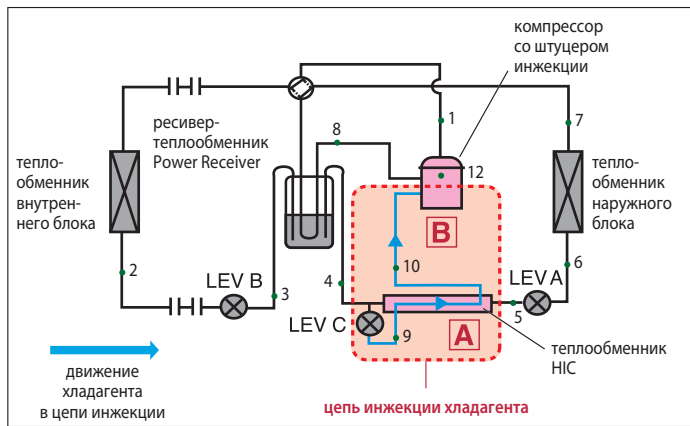 компрессор
со штуцером
инжекции
1
7
ресивер-
теплообменник
Power Receiver
8
12
тепло-
обменник
внутрен-
него блока
тепло-
обменник
наружного
блока
B
10
2
LEV B
3
4
LEV A
6
5
LEV C
9
A
теплообменник
HIC
движение
хладагента
в цепи инжекции
цепь инжекции хладагента